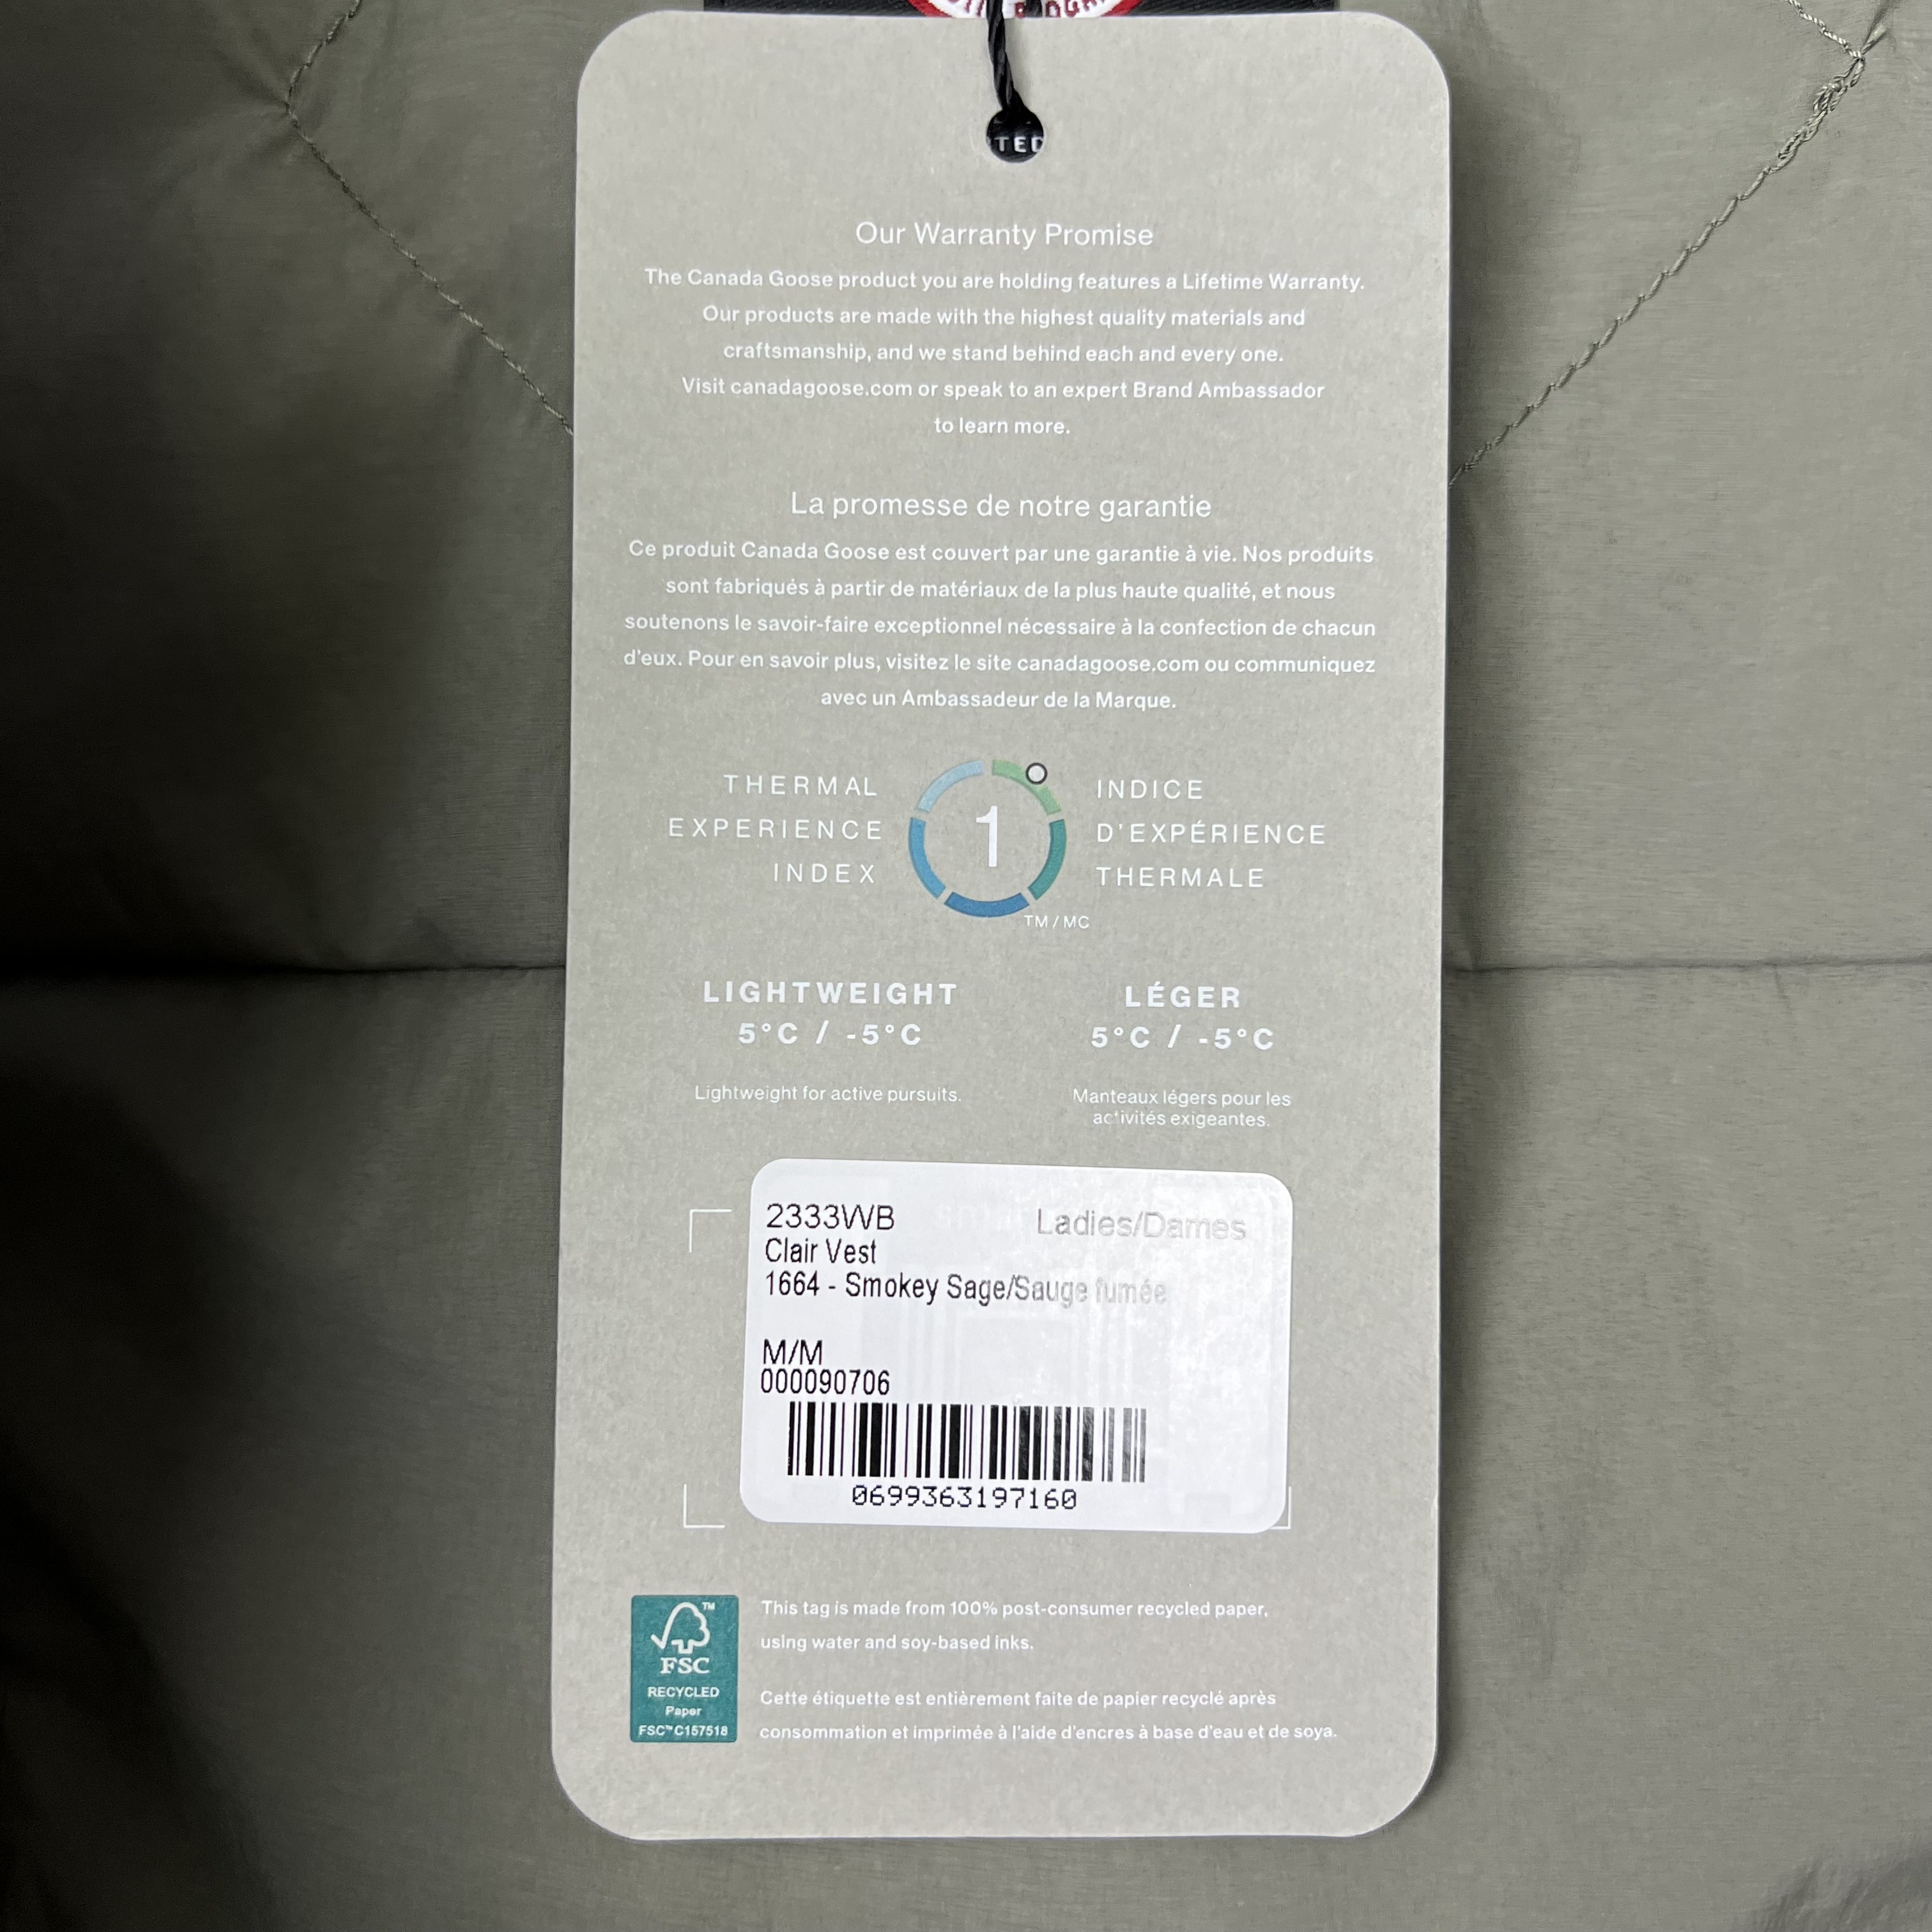 TED
Our Warranty Promise
The Canada Goose product you are holding features a Lifetime Warranty.
Our products are made with the highest quality materials and
craftsmanship, and we stand behind each and every one.
Visit canadagoose.com or speak to an expert Brand Ambassador
to learn more.
La promesse de notre garantie
Ce produit Canada Goose est couvert par une garantie à vie. Nos produits
sont fabriqués à partir de matériaux de la plus haute qualité, et nous
soutenons le savoir-faire exceptionnel nécessaire à la confection de chacun
d'eux. Pour en savoir plus, visitez le site canadagoose.com ou communiquez
avec un Ambassadeur de la Marque.
THERMAL
EXPERIENCE
INDEX
1
TM/MC
INDICE
D'EXPÉRIENCE
THERMALE
LIGHTWEIGHT
5°C / -5°C
Lightweight for active pursuits.
LÉGER
5°C / -5°C
Manteaux légers pour les
activités exigeantes.
2333WB Ladies/Dames
Clair Vest
1664 - Smokey Sage/Sauge fumée
M/M
000090706
0699363197160
TM
FSC
RECYCLED
Paper
FSC™ C157518
This tag is made from 100% post-consumer recycled paper,
using water and soy-based inks.
Cette étiquette est entièrement faite de papier recyclé après
consommation et imprimée à l'aide d'encres à base d'eau et de soya.